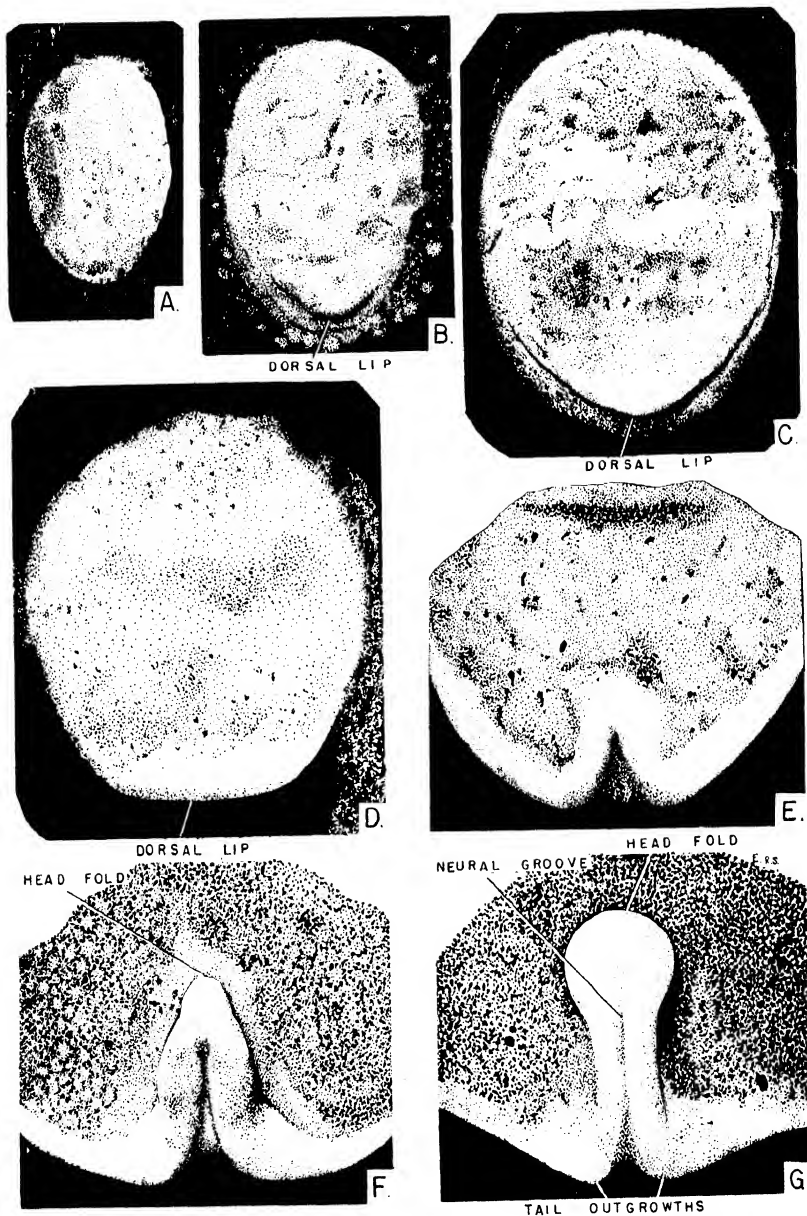 A.
B.
DORSAL LIP
C.
DORSAL LIP
D.
DORSAL LIP
E.
HEAD FOLD
NEURAL GROOVE
E.R.S.
HEAD FOLD
F.
G.
TAIL OUTGROWTHS